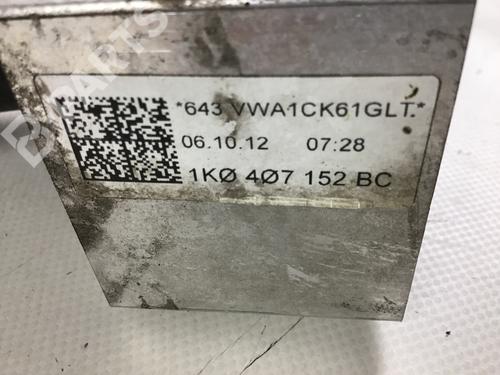 *643 VWA1CK61GLT.*
06.10.12 07:28
1KØ 4Ø7 152 BC